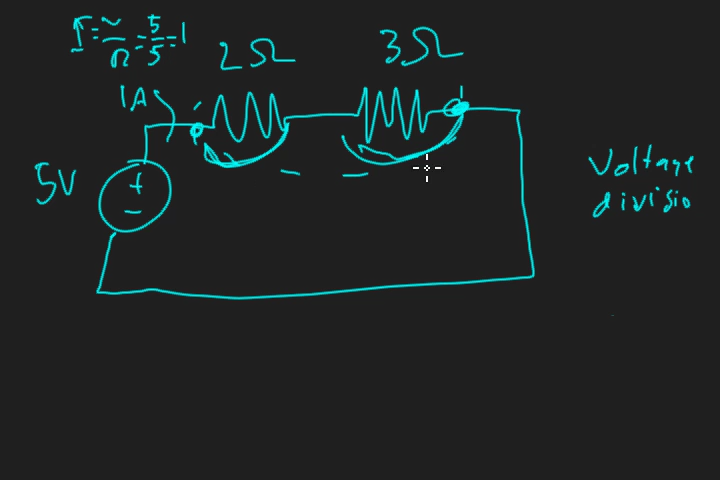 I = V/Ω = 5/5 = 1
2Ω
3Ω
1A
5V
+
−
Voltage
divisio